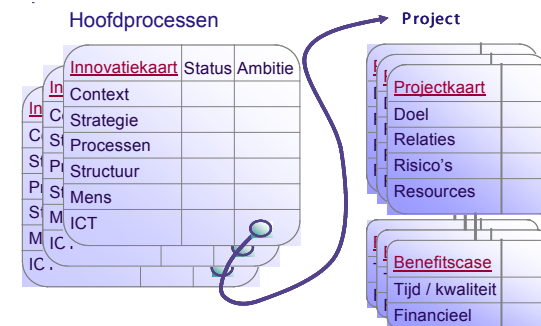 Hoofdprocessen
Project
Innovatiekaart Status Ambitie
Context
Strategie
Processen
Structuur
Mens
ICT
Projectkaart
Doel
Relaties
Risico's
Resources
Benefitscase
Tijd / kwaliteit
Financieel